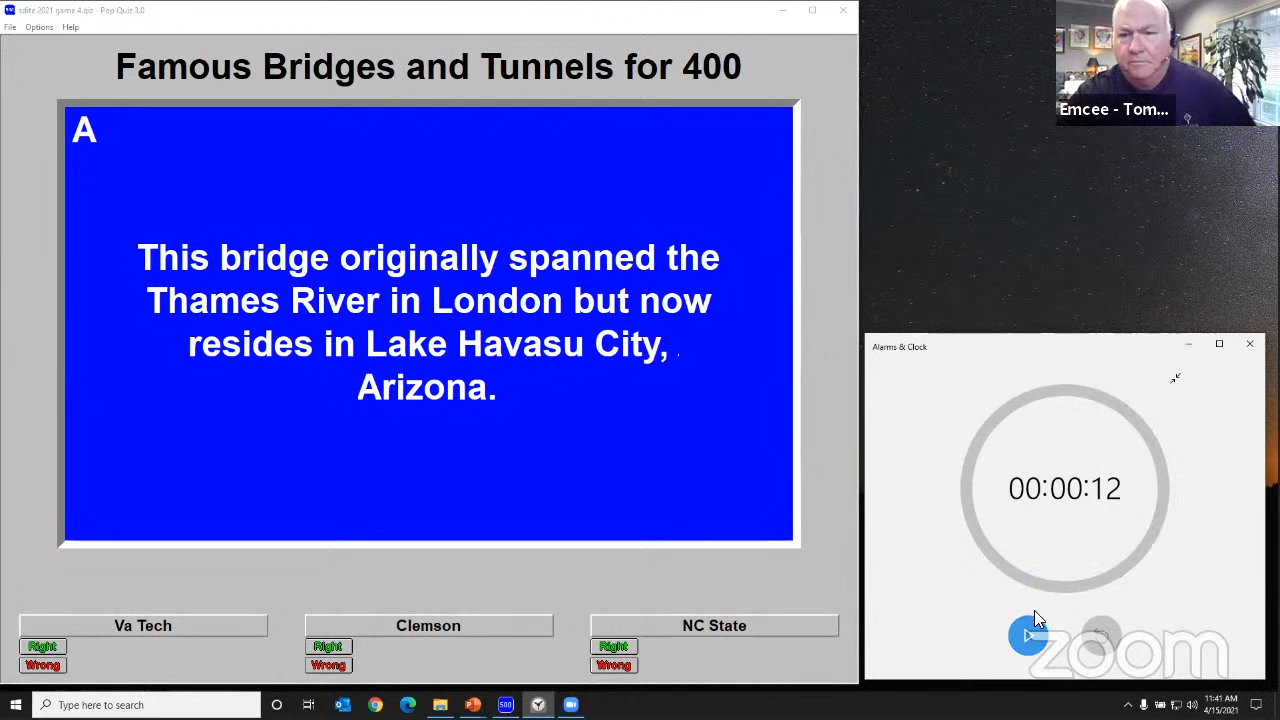 sdite 2021 game 4.qiz - Pop Quiz 3.0
File Options Help
Famous Bridges and Tunnels for 400
A
This bridge originally spanned the
Thames River in London but now
resides in Lake Havasu City,
Arizona.
Va Tech
Right
Wrong
Clemson
Right
Wrong
NC State
Right
Wrong
Emcee - Tom...
Alarms & Clock
00:00:12
zoom
Type here to search
500
11:41 AM
4/15/2021